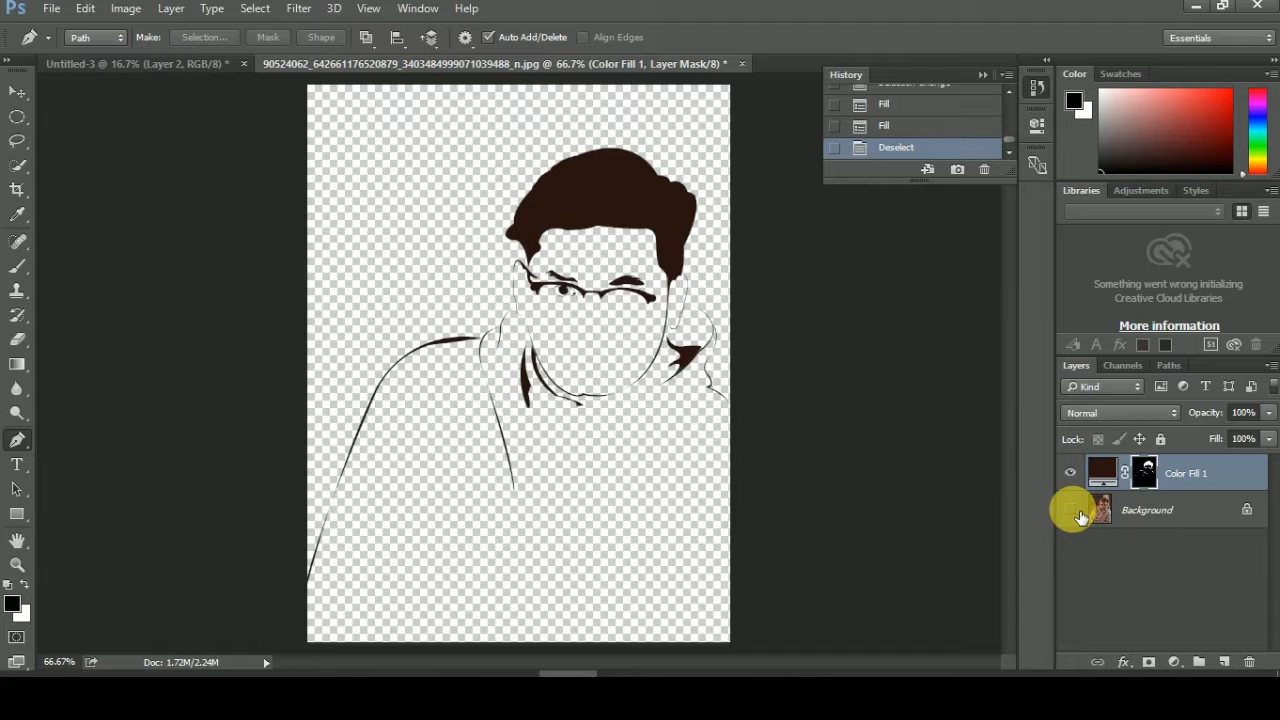 Ps File Edit Image Layer Type Select Filter 3D View Window Help
Path Make: Selection... Mask Shape Auto Add/Delete Align Edges Essentials
Untitled-3 @ 16.7% (Layer 2, RGB/8) * × 90524062_642661176520879_3403484999071039488_n.jpg @ 66.7% (Color Fill 1, Layer Mask/8) * ×
History
Fill
Fill
Deselect
Color Swatches
Libraries Adjustments Styles
Something went wrong initializing
Creative Cloud Libraries
More information
St
Layers Channels Paths
Kind
Normal Opacity: 100%
Lock: Fill: 100%
Color Fill 1
Background
66.67% Doc: 1.72M/2.24M